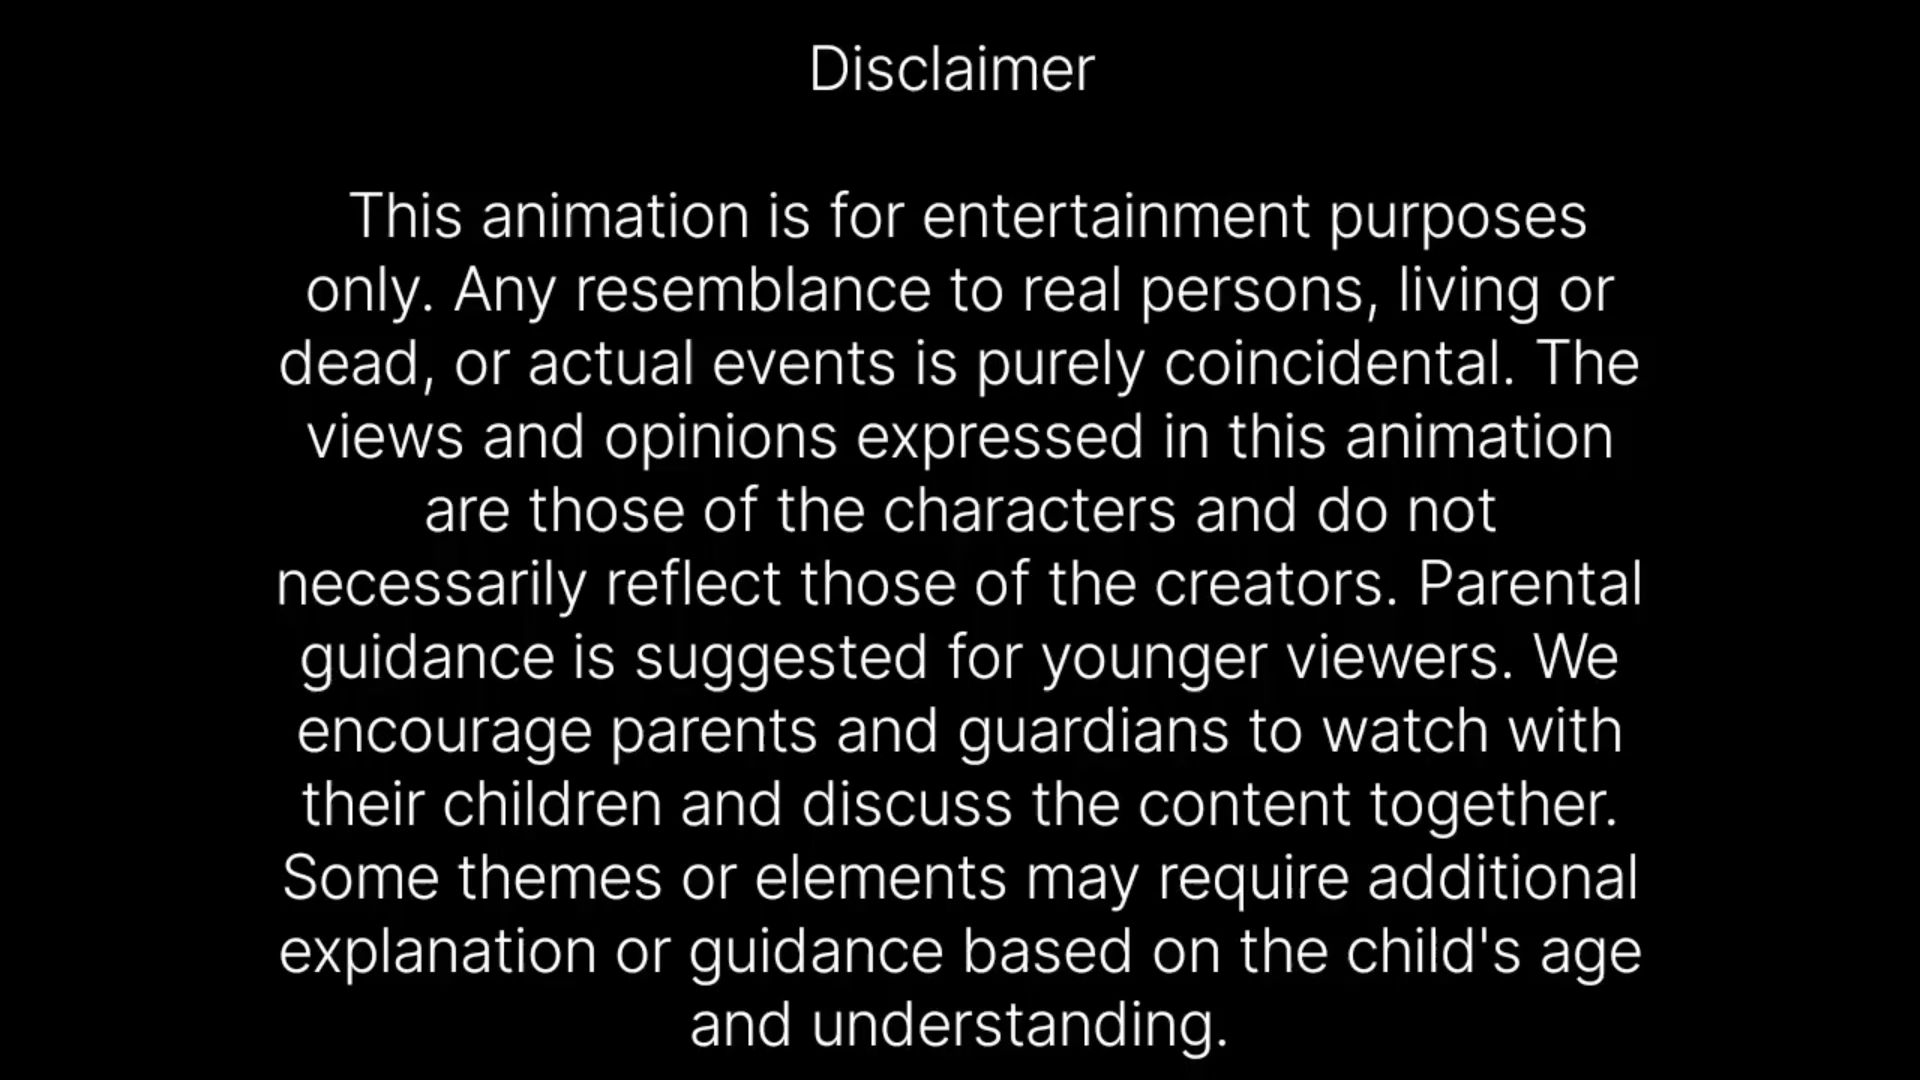 Disclaimer
This animation is for entertainment purposes
only. Any resemblance to real persons, living or
dead, or actual events is purely coincidental. The
views and opinions expressed in this animation
are those of the characters and do not
necessarily reflect those of the creators. Parental
guidance is suggested for younger viewers. We
encourage parents and guardians to watch with
their children and discuss the content together.
Some themes or elements may require additional
explanation or guidance based on the child's age
and understanding.